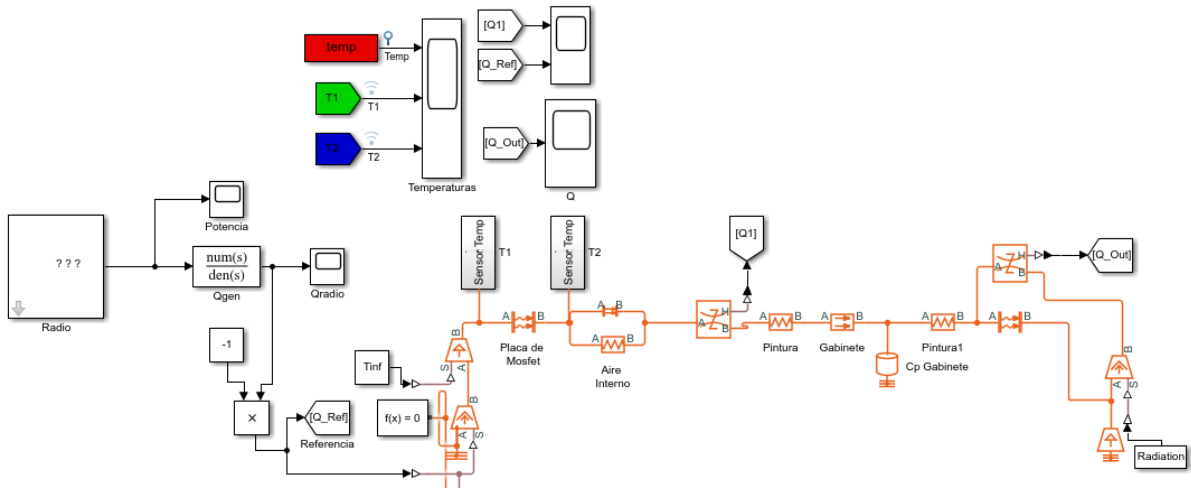 temp
Temp
T1
T1
T2
T2
Temperaturas
[Q1]
[Q_Ref]
[Q_Out]
Q
? ? ?
Radio
Potencia
num(s)
den(s)
Qgen
Qradio
-1
×
[Q_Ref]
Referencia
Tinf
f(x) = 0
S
A
B
B
A
S
Sensor Temp
T1
Sensor Temp
T2
A
B
Placa de
Mosfet
A
B
A
B
Aire
Interno
[Q1]
A
H
B
A
B
Pintura
A
B
Gabinete
Cp Gabinete
A
B
Pintura1
A
H
B
[Q_Out]
A
B
B
A
S
B
A
Radiation